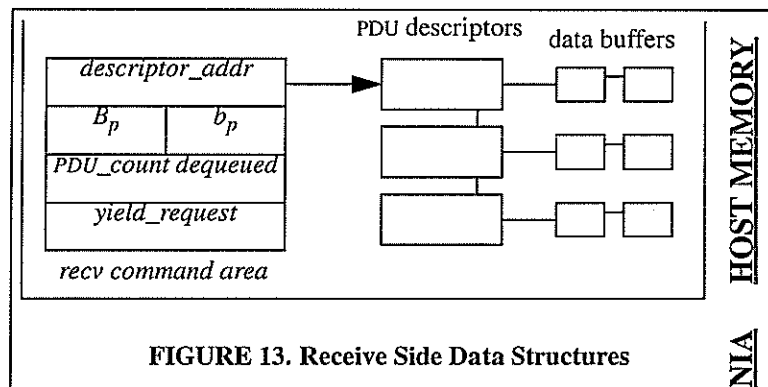 PDU descriptors
data buffers
descriptor_addr
B_p b_p
PDU_count dequeued
yield_request
recv command area
HOST MEMORY
NIA
FIGURE 13. Receive Side Data Structures